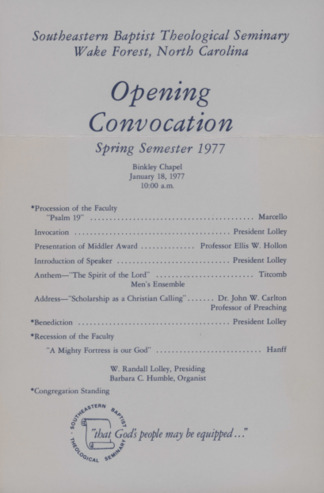 Southeastern Baptist Theological Seminary
Wake Forest, North Carolina
Opening
Convocation
Spring Semester 1977
Binkley Chapel
January 18, 1977
10:00 a.m.
*Procession of the Faculty
"Psalm 19" ........................................ Marcello
Invocation ........................................ President Lolley
Presentation of Middler Award .............. Professor Ellis W. Hollon
Introduction of Speaker ............................ President Lolley
Anthem—"The Spirit of the Lord" .......................... Titcomb
Men's Ensemble
Address—"Scholarship as a Christian Calling" ....... Dr. John W. Carlton
Professor of Preaching
*Benediction ...................................... President Lolley
*Recession of the Faculty
"A Mighty Fortress is our God" ........................... Hanff
W. Randall Lolley, Presiding
Barbara C. Humble, Organist
*Congregation Standing
SOUTHEASTERN BAPTIST THEOLOGICAL SEMINARY
"that God's people may be equipped..."